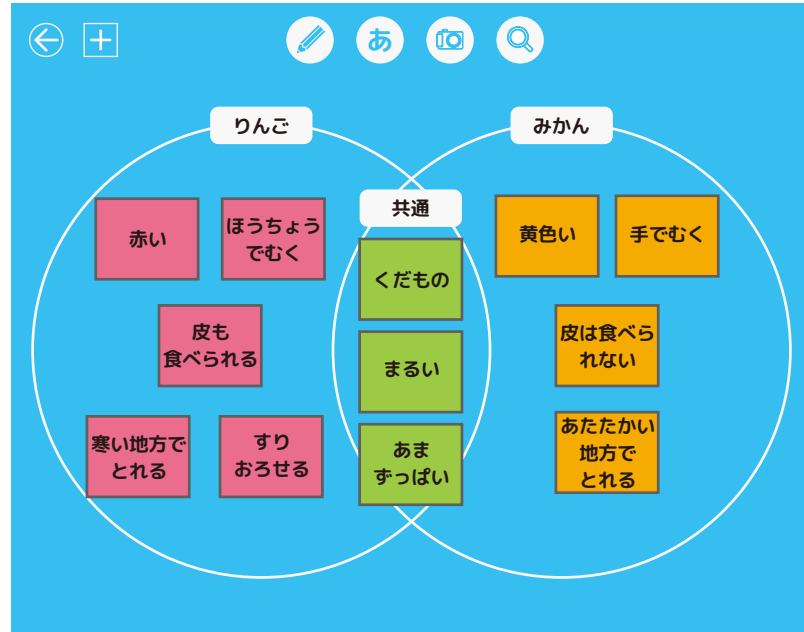 あ
りんご
みかん
共通
赤い
ほうちょう
でむく
皮も
食べられる
寒い地方で
とれる
すり
おろせる
くだもの
まるい
あま
ずっぱい
黄色い
手でむく
皮は食べら
れない
あたたかい
地方で
とれる